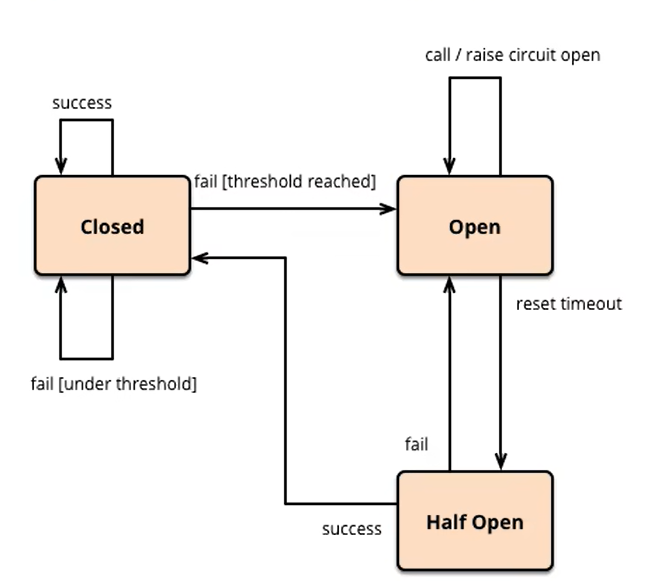 call / raise circuit open
success
fail [threshold reached]
Closed
Open
reset timeout
fail [under threshold]
fail
Half Open
success